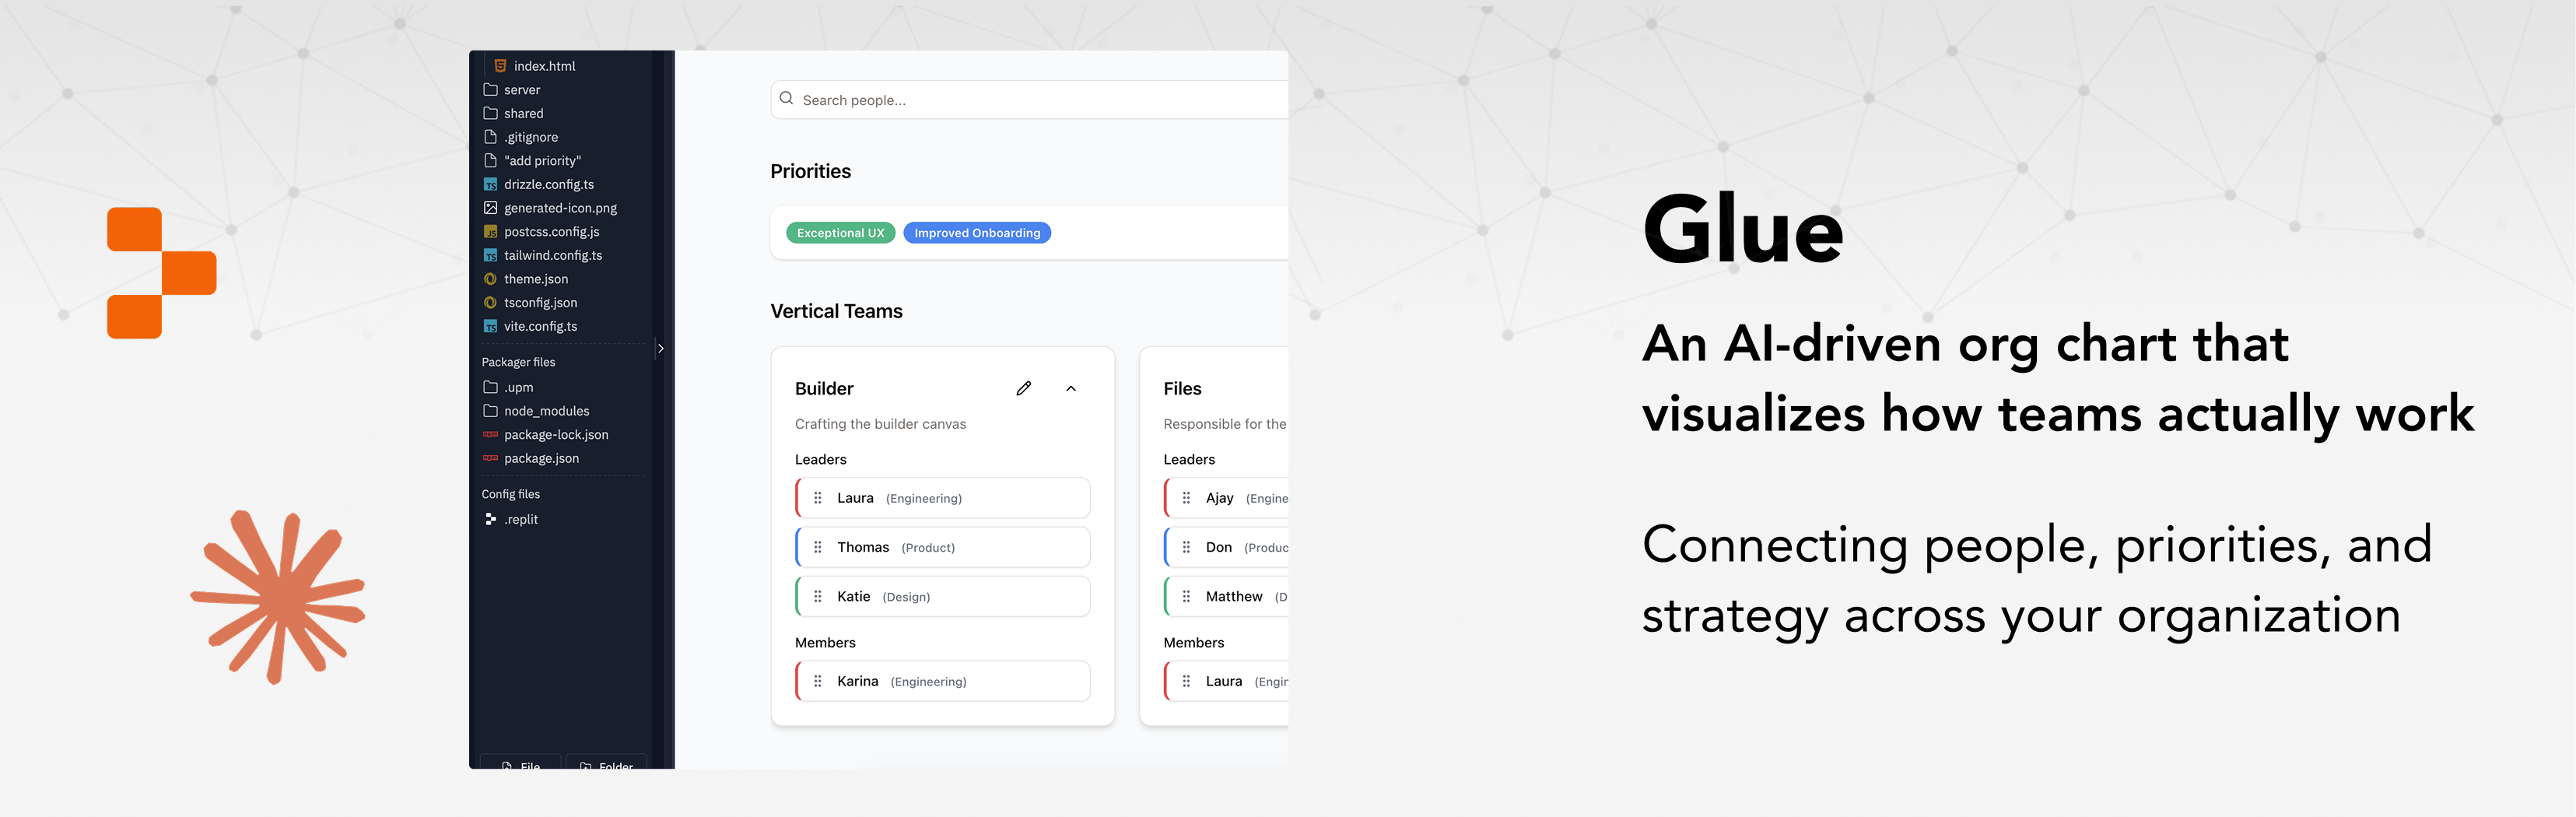 index.html
server
shared
.gitignore
"add priority"
drizzle.config.ts
generated-icon.png
postcss.config.js
tailwind.config.ts
theme.json
tsconfig.json
vite.config.ts
Packager files
.upm
node_modules
package-lock.json
package.json
Config files
.replit
File Folder
Search people...
Priorities
Exceptional UX Improved Onboarding
Vertical Teams
Builder
Crafting the builder canvas
Leaders
Laura (Engineering)
Thomas (Product)
Katie (Design)
Members
Karina (Engineering)
Files
Responsible for the
Leaders
Ajay (Engine
Don (Produc
Matthew (D
Members
Laura (Engin
Glue
An AI-driven org chart that
visualizes how teams actually work
Connecting people, priorities, and
strategy across your organization